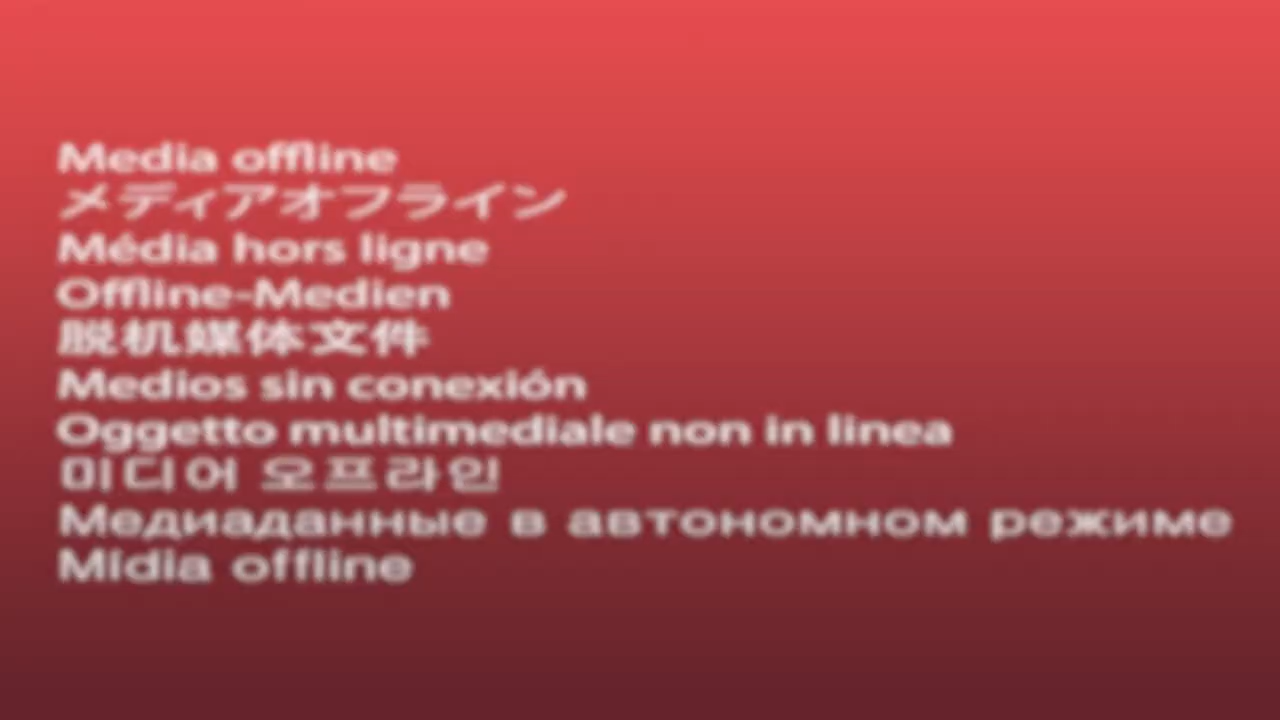 Media offline
メディアオフライン
Média hors ligne
Offline-Medien
脱机媒体文件
Medios sin conexión
Oggetto multimediale non in linea
미디어 오프라인
Медиаданные в автономном режиме
Mídia offline